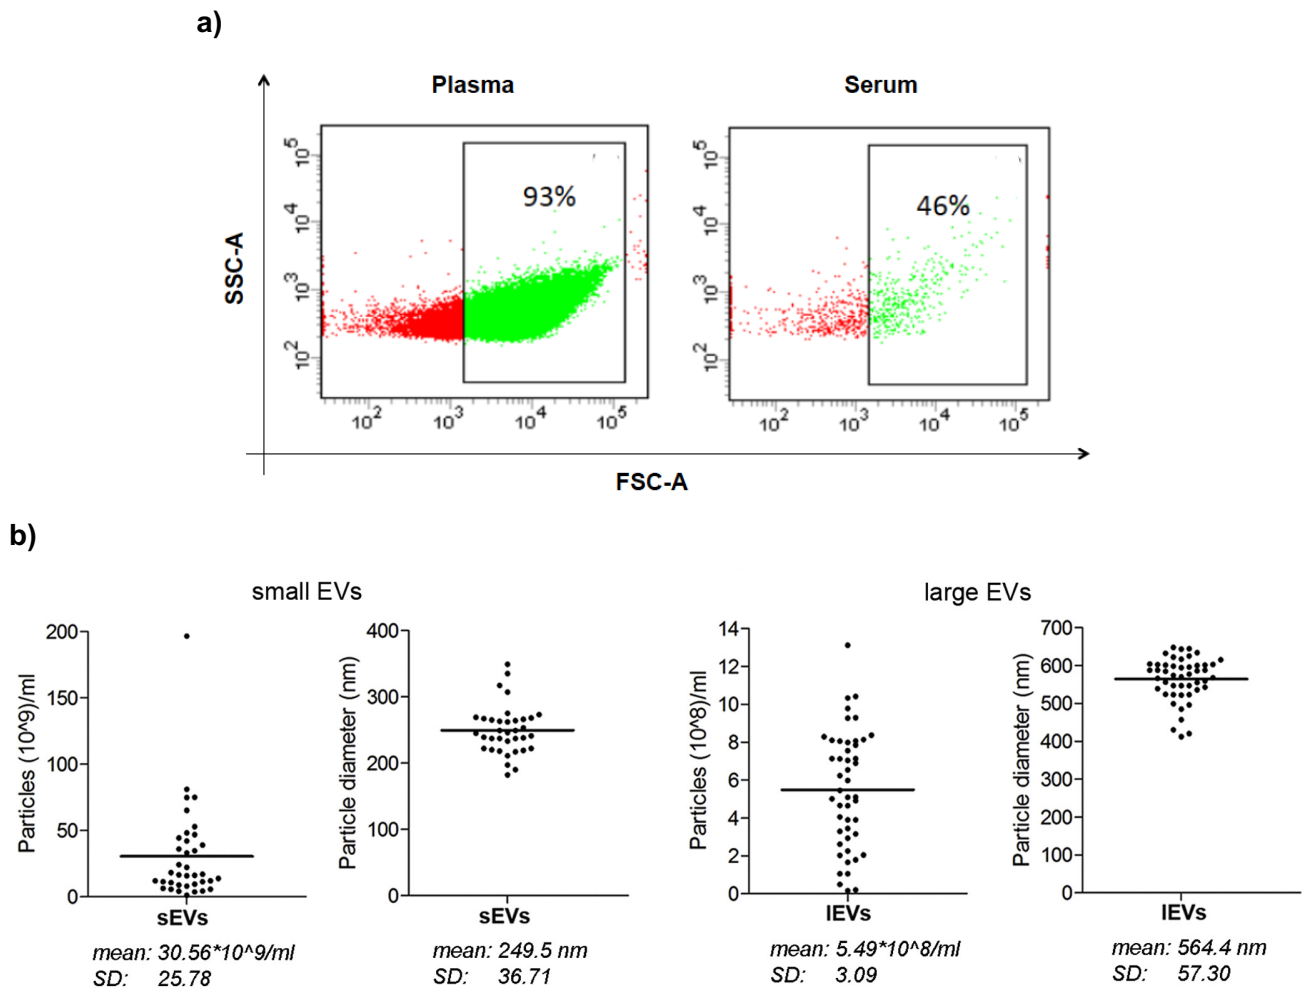 a)
Plasma
Serum
93%
46%
10^5
10^4
10^3
10^2
10^5
10^4
10^3
10^2
SSC-A
10^2 10^3 10^4 10^5
10^2 10^3 10^4 10^5
FSC-A
b)
small EVs
large EVs
Particles (10^9)/ml
200
150
100
50
0
sEVs
mean: 30.56*10^9/ml
SD: 25.78
Particle diameter (nm)
400
300
200
100
0
sEVs
mean: 249.5 nm
SD: 36.71
Particles (10^8)/ml
14
12
10
8
6
4
2
0
lEVs
mean: 5.49*10^8/ml
SD: 3.09
Particle diameter (nm)
700
600
500
400
300
200
100
0
lEVs
mean: 564.4 nm
SD: 57.30